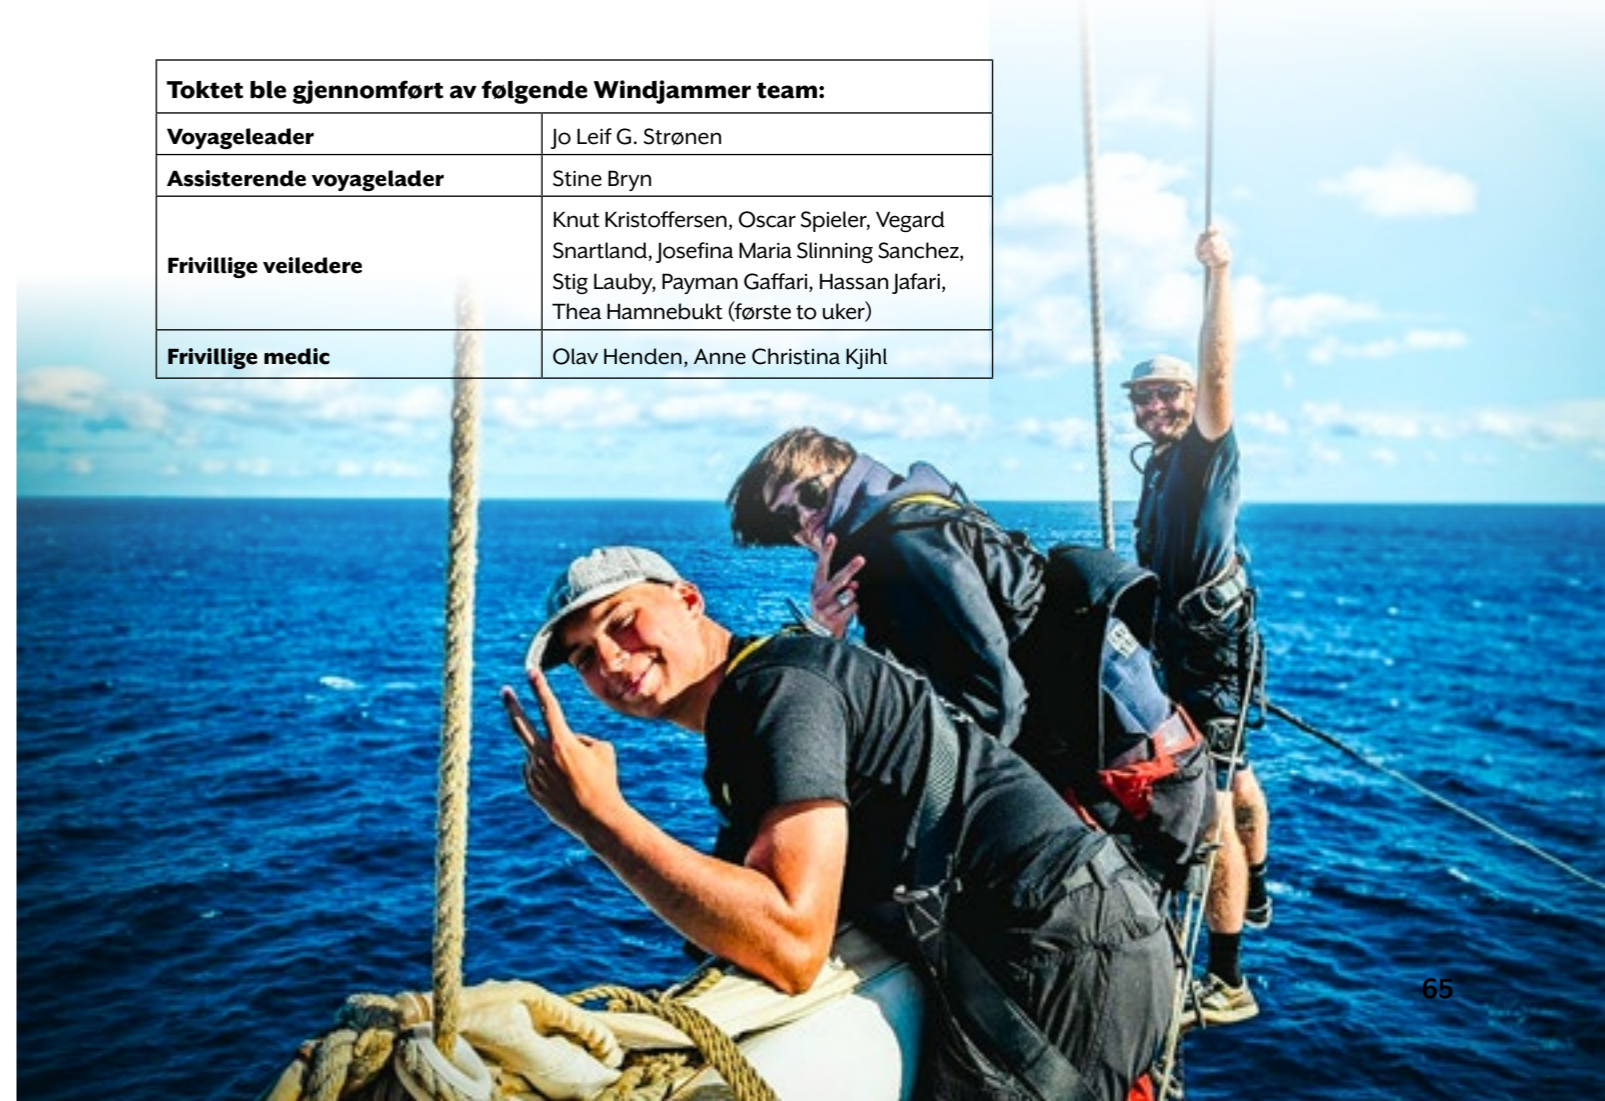 Toktet ble gjennomført av følgende Windjammer team:
Voyageleader
Jo Leif G. Strønen
Assisterende voyagelader
Stine Bryn
Frivillige veiledere
Knut Kristoffersen, Oscar Spieler, Vegard
Snartland, Josefina Maria Slinning Sanchez,
Stig Lauby, Payman Gaffari, Hassan Jafari,
Thea Hamnebukt (første to uker)
Frivillige medic
Olav Henden, Anne Christina Kjihl
65